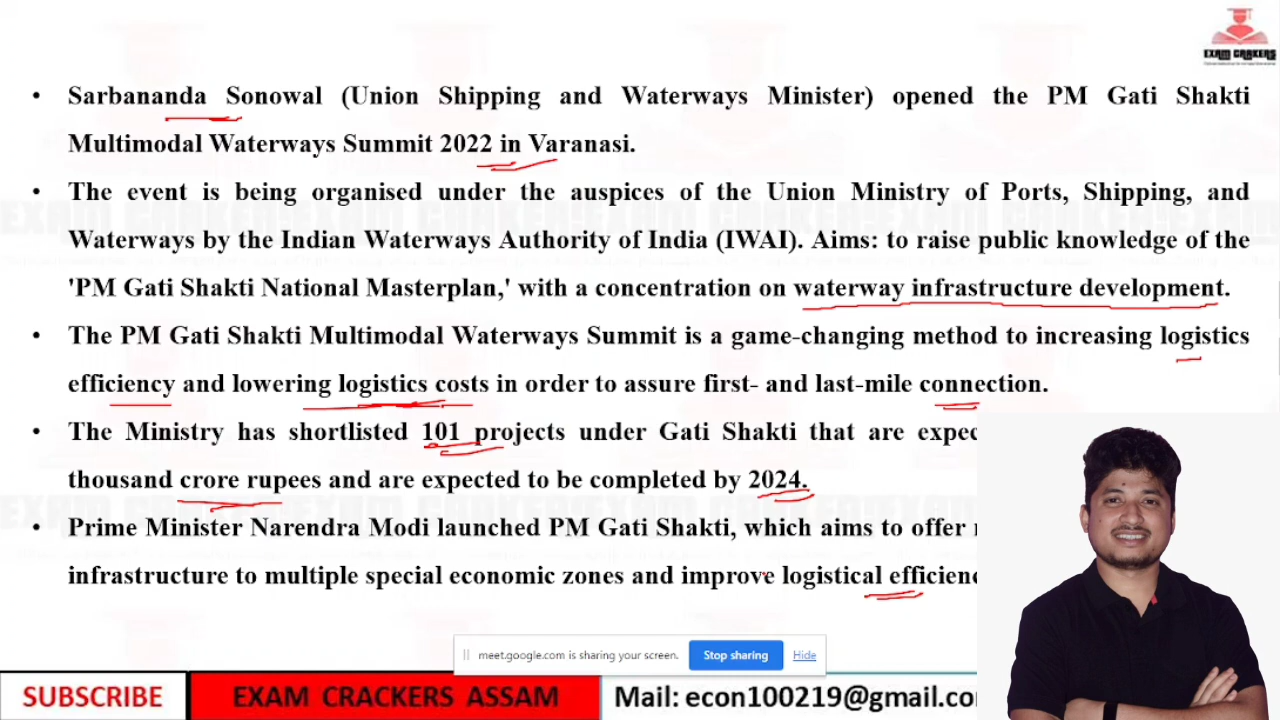 EXAM CRAKERS
• Sarbananda Sonowal (Union Shipping and Waterways Minister) opened the PM Gati Shakti
Multimodal Waterways Summit 2022 in Varanasi.
• The event is being organised under the auspices of the Union Ministry of Ports, Shipping, and
Waterways by the Indian Waterways Authority of India (IWAI). Aims: to raise public knowledge of the
'PM Gati Shakti National Masterplan,' with a concentration on waterway infrastructure development.
• The PM Gati Shakti Multimodal Waterways Summit is a game-changing method to increasing logistics
efficiency and lowering logistics costs in order to assure first- and last-mile connection.
• The Ministry has shortlisted 101 projects under Gati Shakti that are expec
thousand crore rupees and are expected to be completed by 2024.
• Prime Minister Narendra Modi launched PM Gati Shakti, which aims to offer
infrastructure to multiple special economic zones and improve logistical efficienc
meet.google.com is sharing your screen. Stop sharing Hide
SUBSCRIBE EXAM CRACKERS ASSAM Mail: econ100219@gmail.co